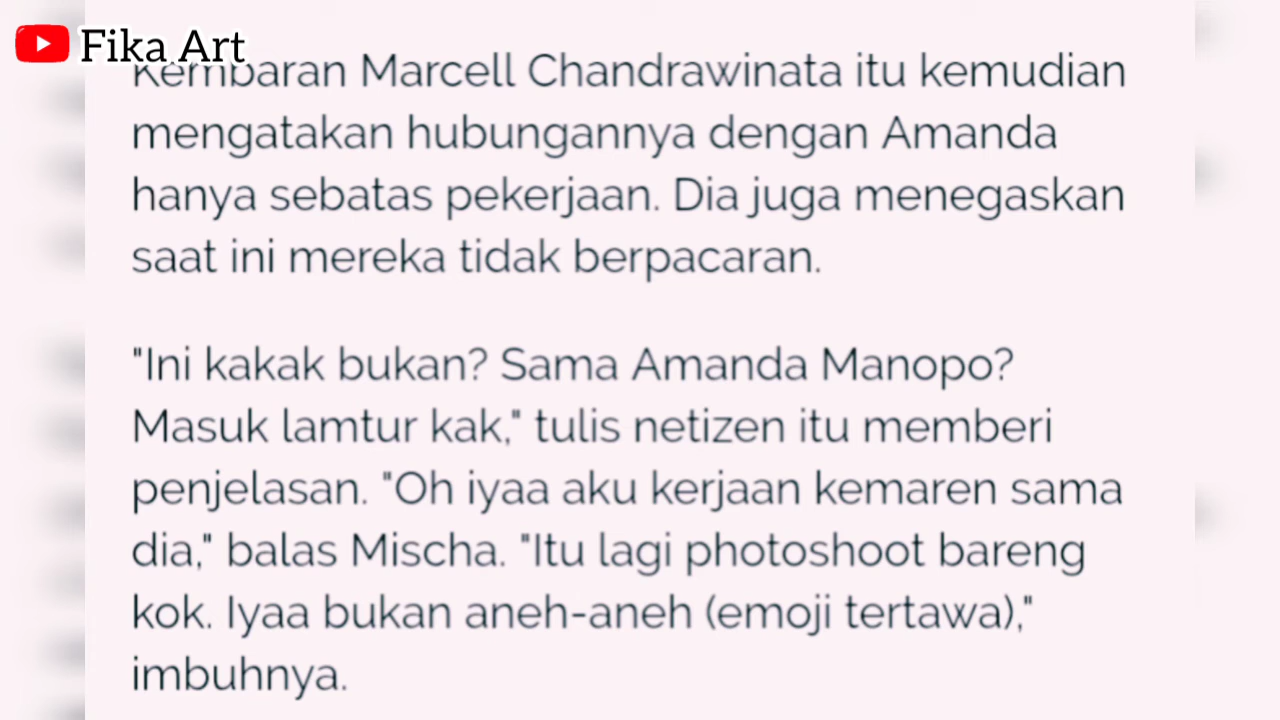 Fika Art
Kembaran Marcell Chandrawinata itu kemudian
mengatakan hubungannya dengan Amanda
hanya sebatas pekerjaan. Dia juga menegaskan
saat ini mereka tidak berpacaran.
"Ini kakak bukan? Sama Amanda Manopo?
Masuk lamtur kak," tulis netizen itu memberi
penjelasan. "Oh iyaa aku kerjaan kemaren sama
dia," balas Mischa. "Itu lagi photoshoot bareng
kok. Iyaa bukan aneh-aneh (emoji tertawa),"
imbuhnya.